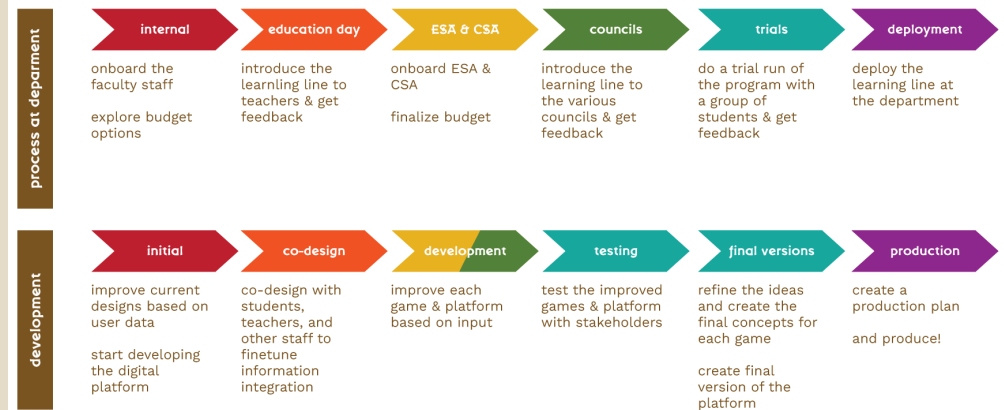 process at deparment
internal
onboard the
faculty staff
explore budget
options
education day
introduce the
learnling line to
teachers & get
feedback
ESA & CSA
onboard ESA &
CSA
finalize budget
councils
introduce the
learning line to
the various
councils & get
feedback
trials
do a trial run of
the program with
a group of
students & get
feedback
deployment
deploy the
learning line at
the department
development
initial
improve current
designs based on
user data
start developing
the digital
platform
co-design
co-design with
students,
teachers, and
other staff to
finetune
information
integration
development
improve each
game & platform
based on input
testing
test the improved
games & platform
with stakeholders
final versions
refine the ideas
and create the
final concepts for
each game
create final
version of the
platform
production
create a
production plan
and produce!